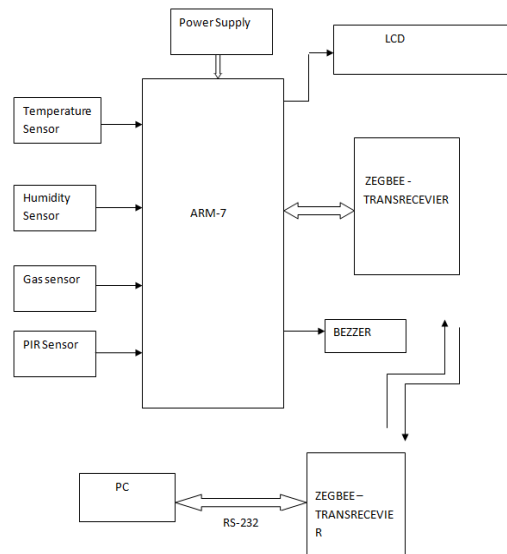 Power Supply
LCD
Temperature
Sensor
ZEGBEE -
TRANSRECEVIER
Humidity
Sensor
ARM-7
Gas sensor
PIR Sensor
BEZZER
PC
RS-232
ZEGBEE –
TRANSRECEVIE
R